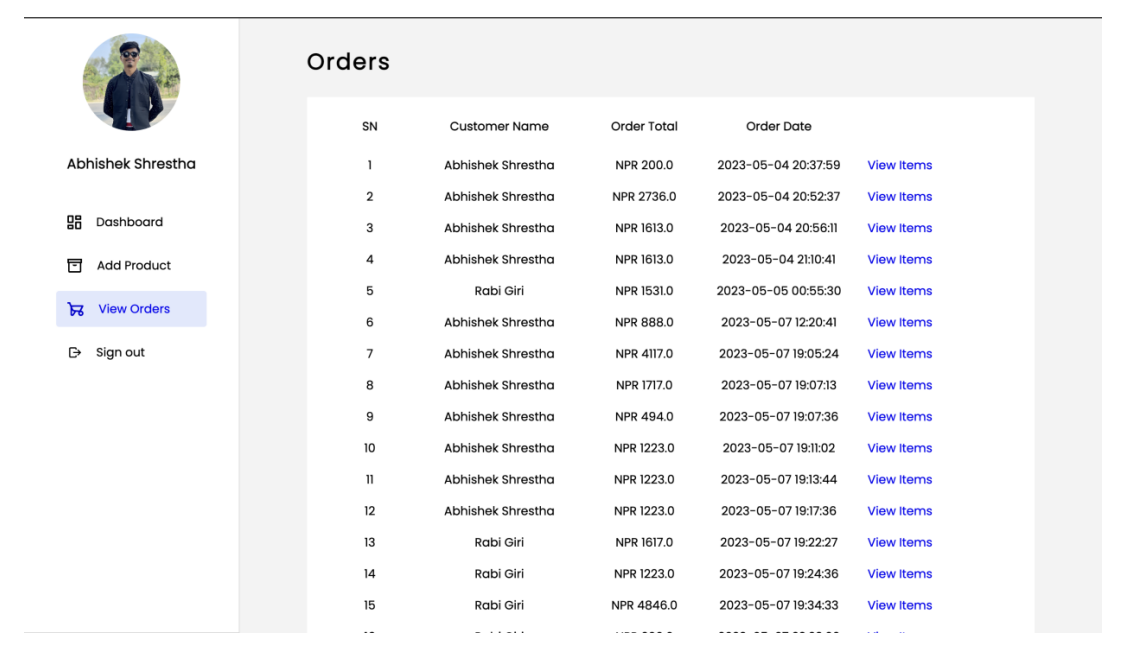 Orders
Abhishek Shrestha
Dashboard
Add Product
View Orders
Sign out
SN Customer Name Order Total Order Date
1 Abhishek Shrestha NPR 200.0 2023-05-04 20:37:59 View Items
2 Abhishek Shrestha NPR 2736.0 2023-05-04 20:52:37 View Items
3 Abhishek Shrestha NPR 1613.0 2023-05-04 20:56:11 View Items
4 Abhishek Shrestha NPR 1613.0 2023-05-04 21:10:41 View Items
5 Rabi Giri NPR 1531.0 2023-05-05 00:55:30 View Items
6 Abhishek Shrestha NPR 888.0 2023-05-07 12:20:41 View Items
7 Abhishek Shrestha NPR 4117.0 2023-05-07 19:05:24 View Items
8 Abhishek Shrestha NPR 1717.0 2023-05-07 19:07:13 View Items
9 Abhishek Shrestha NPR 494.0 2023-05-07 19:07:36 View Items
10 Abhishek Shrestha NPR 1223.0 2023-05-07 19:11:02 View Items
11 Abhishek Shrestha NPR 1223.0 2023-05-07 19:13:44 View Items
12 Abhishek Shrestha NPR 1223.0 2023-05-07 19:17:36 View Items
13 Rabi Giri NPR 1617.0 2023-05-07 19:22:27 View Items
14 Rabi Giri NPR 1223.0 2023-05-07 19:24:36 View Items
15 Rabi Giri NPR 4846.0 2023-05-07 19:34:33 View Items